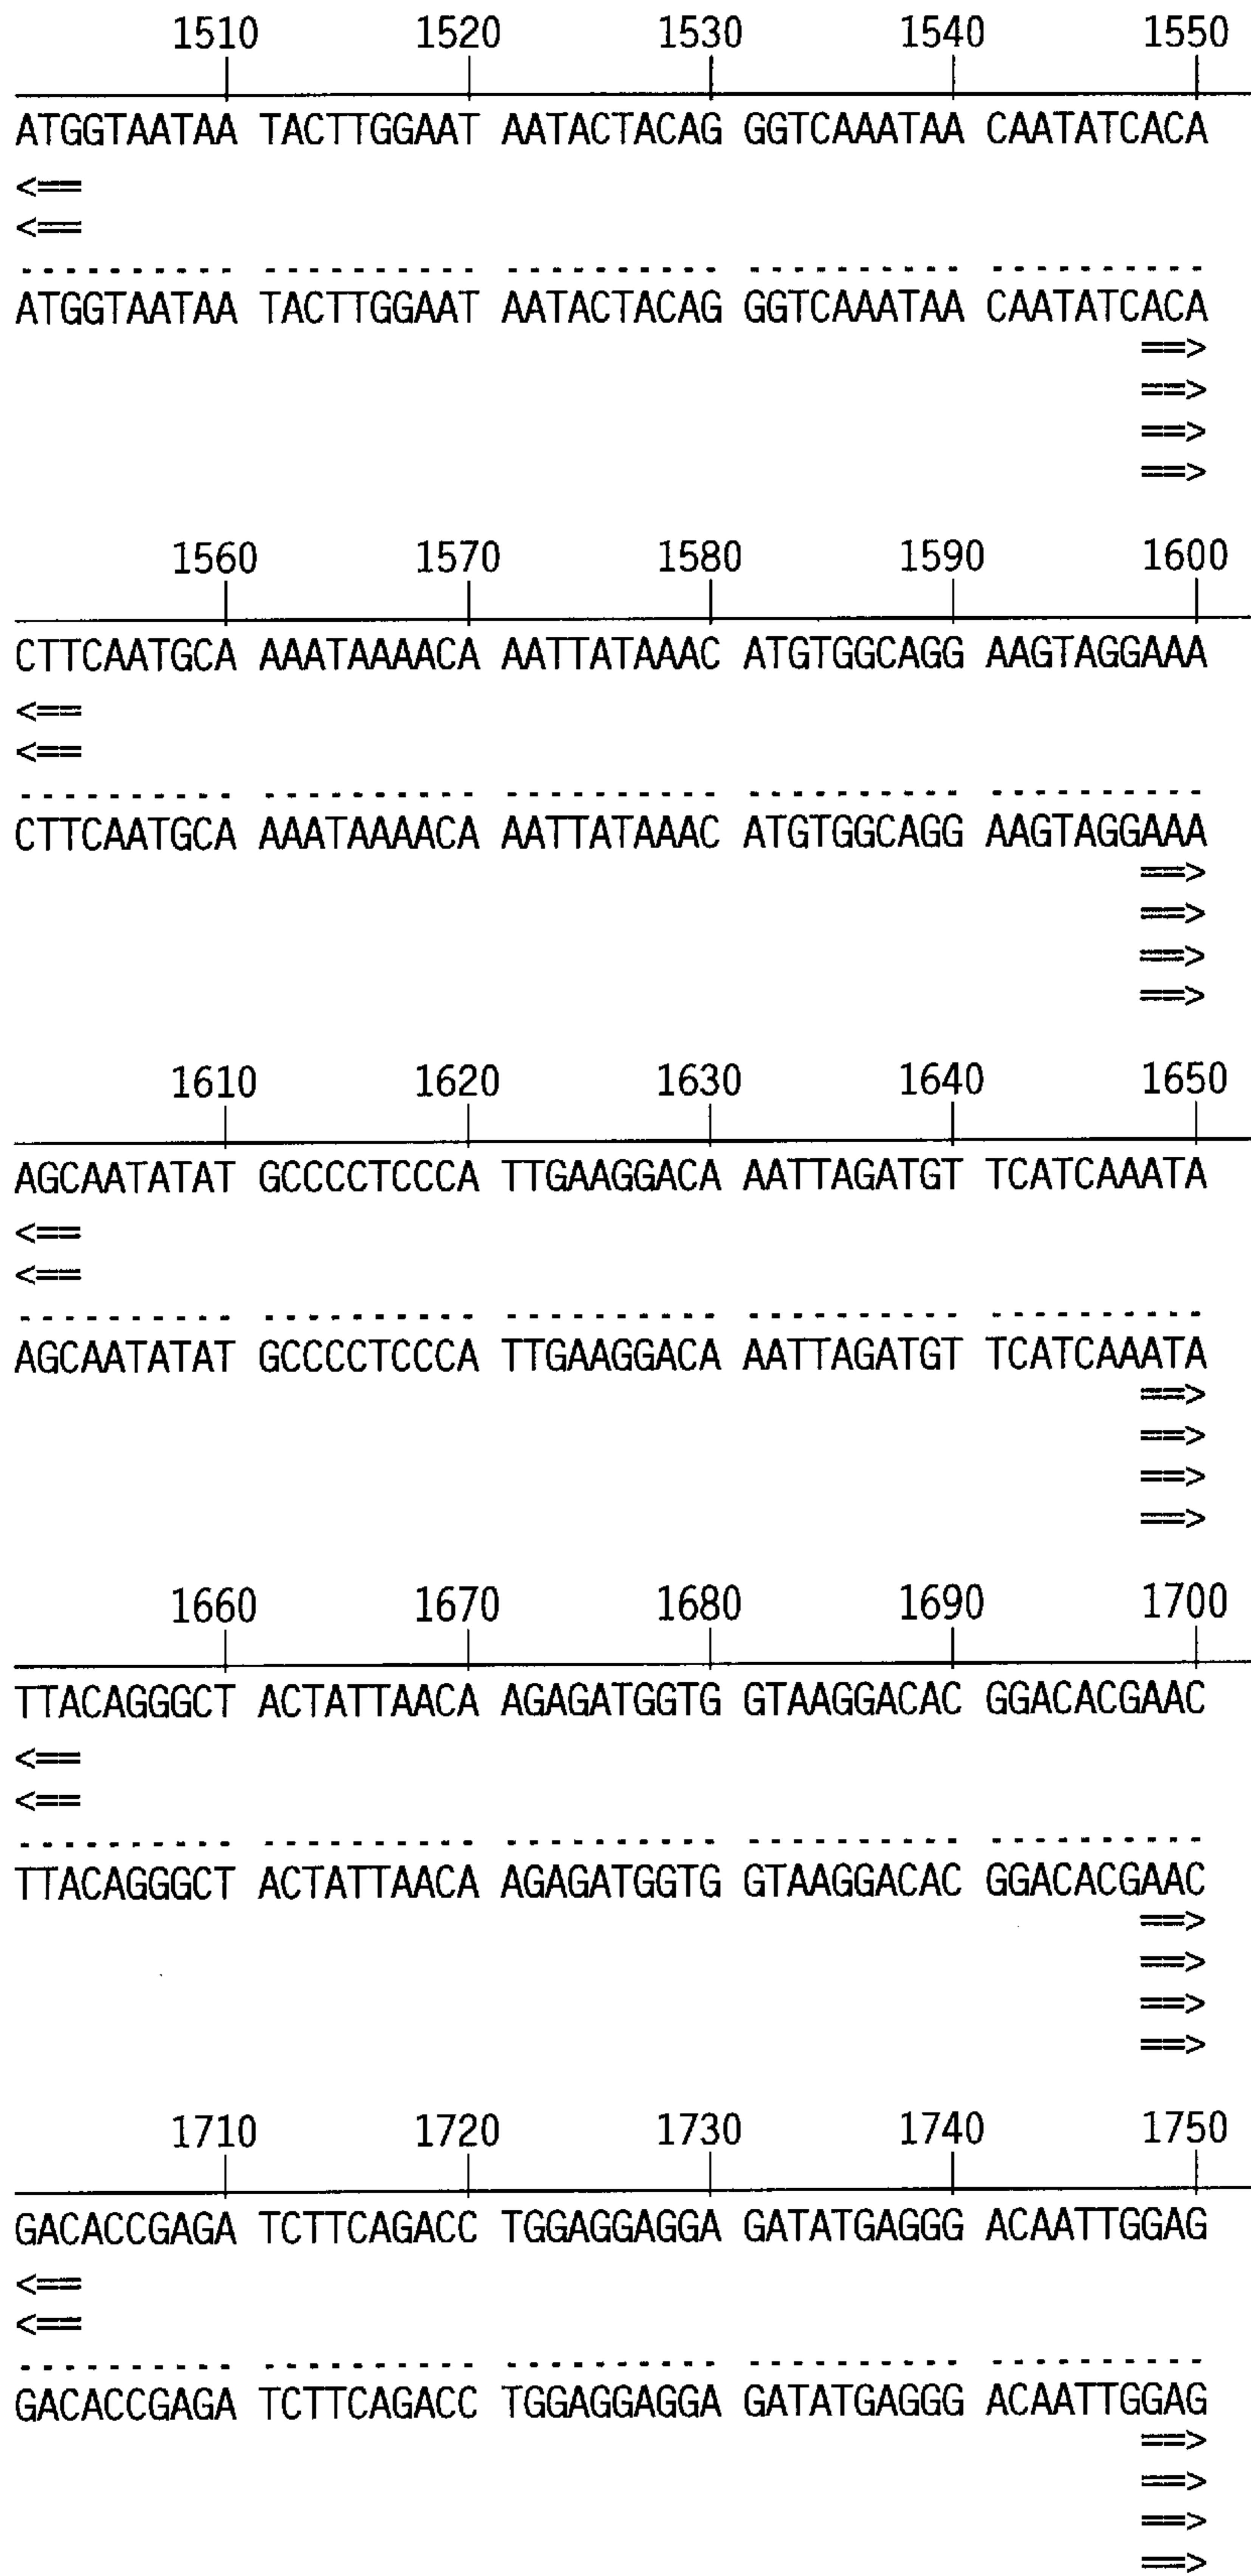 1510 1520 1530 1540 1550
ATGGTAATAA TACTTGGAAT AATACTACAG GGTCAAATAA CAATATCACA
<==
<==
- - - - - - - - - - - - - - - - - - - - - - - - - - - - - - - - - - - - - - - - - - - - - - - - - -
ATGGTAATAA TACTTGGAAT AATACTACAG GGTCAAATAA CAATATCACA
==>
==>
==>
==>
1560 1570 1580 1590 1600
CTTCAATGCA AAATAAAACA AATTATAAAC ATGTGGCAGG AAGTAGGAAA
<==
<==
- - - - - - - - - - - - - - - - - - - - - - - - - - - - - - - - - - - - - - - - - - - - - - - - - -
CTTCAATGCA AAATAAAACA AATTATAAAC ATGTGGCAGG AAGTAGGAAA
==>
==>
==>
==>
1610 1620 1630 1640 1650
AGCAATATAT GCCCCTCCCA TTGAAGGACA AATTAGATGT TCATCAAATA
<==
<==
- - - - - - - - - - - - - - - - - - - - - - - - - - - - - - - - - - - - - - - - - - - - - - - - - -
AGCAATATAT GCCCCTCCCA TTGAAGGACA AATTAGATGT TCATCAAATA
==>
==>
==>
==>
1660 1670 1680 1690 1700
TTACAGGGCT ACTATTAACA AGAGATGGTG GTAAGGACAC GGACACGAAC
<==
<==
- - - - - - - - - - - - - - - - - - - - - - - - - - - - - - - - - - - - - - - - - - - - - - - - - -
TTACAGGGCT ACTATTAACA AGAGATGGTG GTAAGGACAC GGACACGAAC
==>
==>
==>
==>
1710 1720 1730 1740 1750
GACACCGAGA TCTTCAGACC TGGAGGAGGA GATATGAGGG ACAATTGGAG
<==
<==
- - - - - - - - - - - - - - - - - - - - - - - - - - - - - - - - - - - - - - - - - - - - - - - - - -
GACACCGAGA TCTTCAGACC TGGAGGAGGA GATATGAGGG ACAATTGGAG
==>
==>
==>
==>